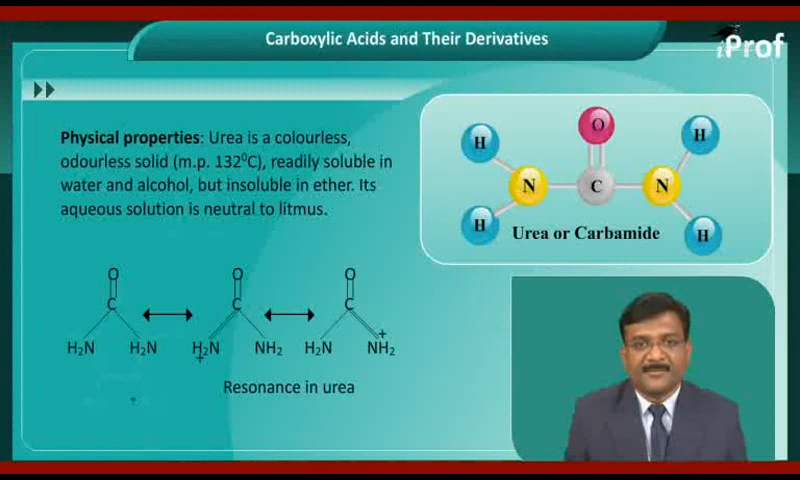 Carboxylic Acids and Their Derivatives
iProf
Physical properties: Urea is a colourless,
odourless solid (m.p. 132⁰C), readily soluble in
water and alcohol, but insoluble in ether. Its
aqueous solution is neutral to litmus.
H O H
N C N
H H
Urea or Carbamide
O O O
C C C
+
H₂N H₂N H₂N NH₂ H₂N NH₂
+
Resonance in urea
+